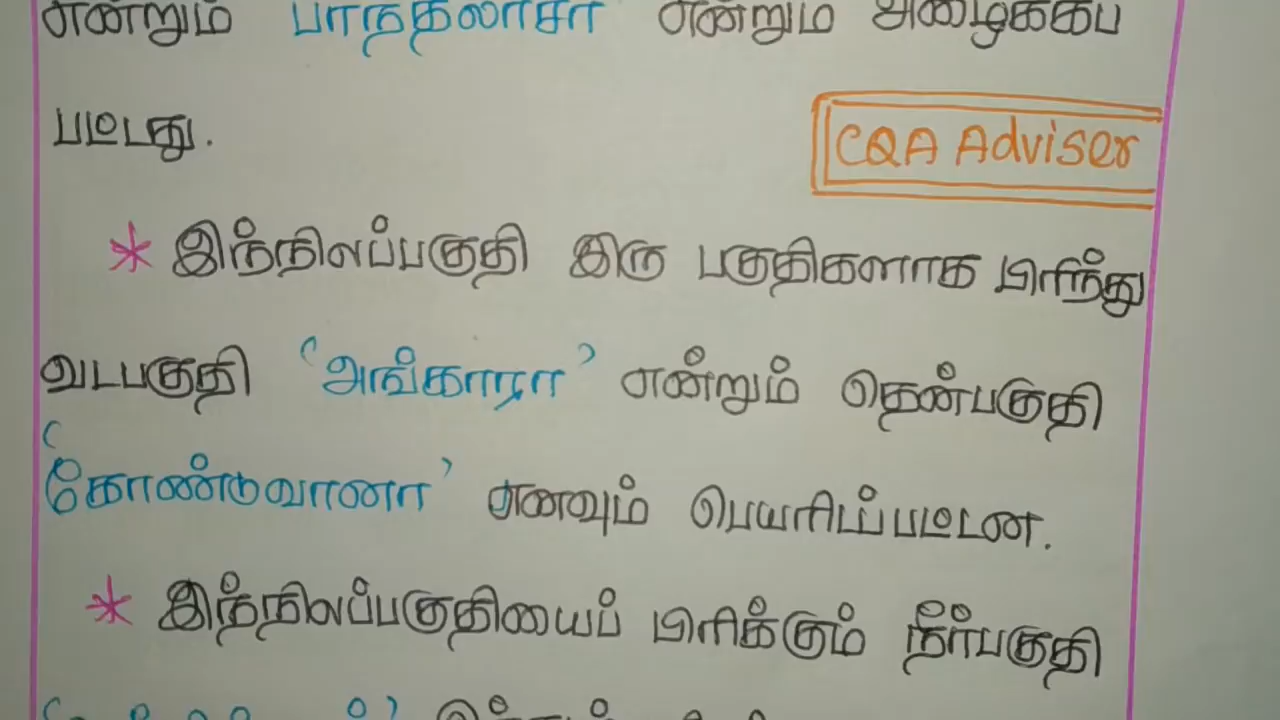 என்றும் பாந்தலாசா என்றும் அழைக்கப்
பட்டது.
CQA Adviser
* இந்நிலப்பகுதி இரு பகுதிகளாக பிரிந்து
வடபகுதி 'அங்காரா' என்றும் தென்பகுதி
'கோண்டுவானா' எனவும் பெயரிடப்பட்டன.
* இந்நிலப்பகுதியைப் பிரிக்கும் நீர்பகுதி